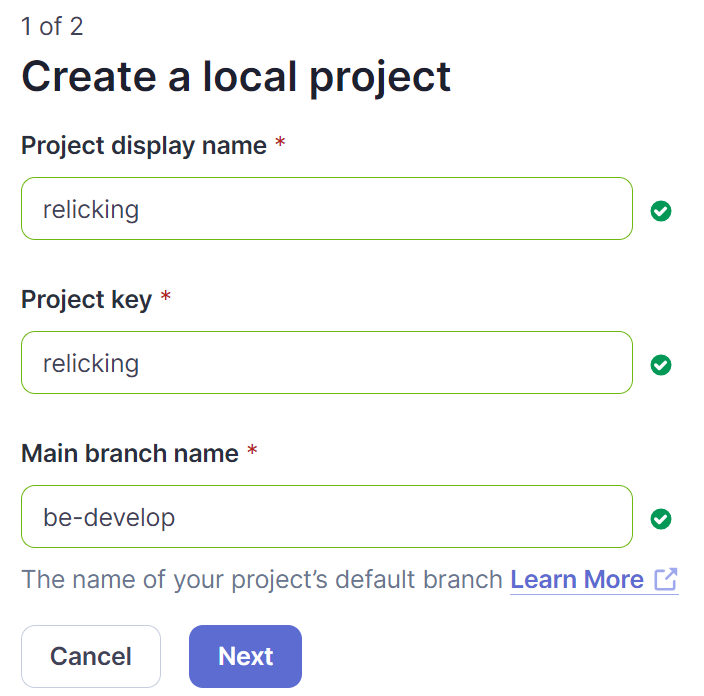 1 of 2
Create a local project
Project display name *
relicking
Project key *
relicking
Main branch name *
be-develop
The name of your project's default branch Learn More
Cancel Next